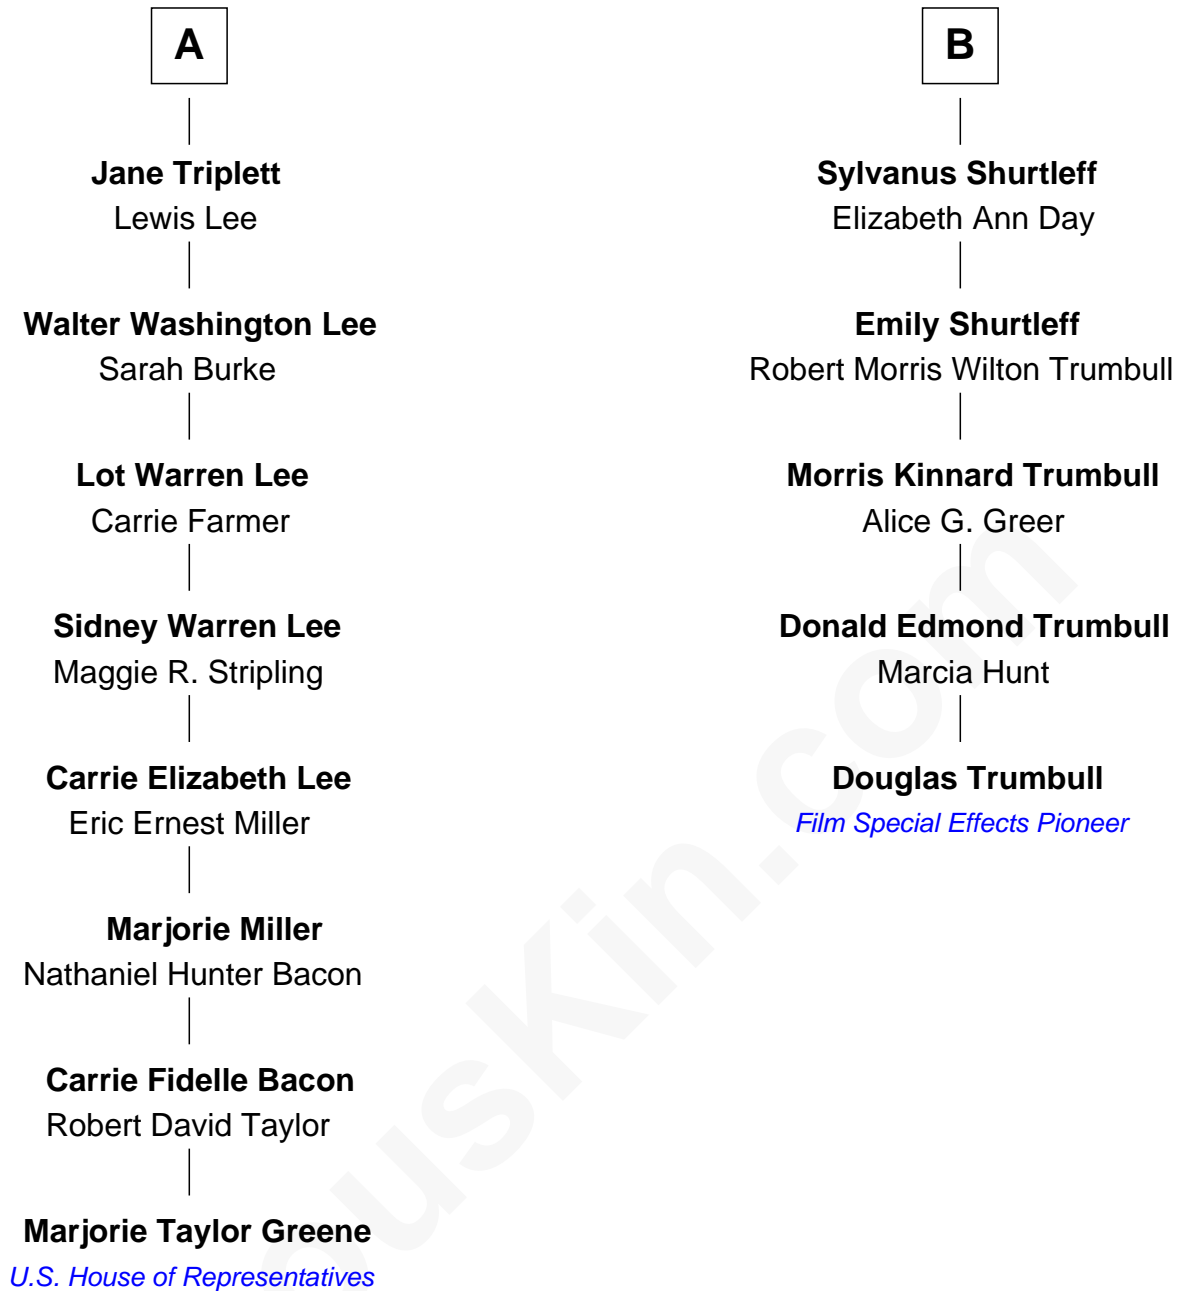 A
Jane Triplett
Lewis Lee
Walter Washington Lee
Sarah Burke
Lot Warren Lee
Carrie Farmer
Sidney Warren Lee
Maggie R. Stripling
Carrie Elizabeth Lee
Eric Ernest Miller
Marjorie Miller
Nathaniel Hunter Bacon
Carrie Fidelle Bacon
Robert David Taylor
Marjorie Taylor Greene
U.S. House of Representatives
B
Sylvanus Shurtleff
Elizabeth Ann Day
Emily Shurtleff
Robert Morris Wilton Trumbull
Morris Kinnard Trumbull
Alice G. Greer
Donald Edmond Trumbull
Marcia Hunt
Douglas Trumbull
Film Special Effects Pioneer
ousKin.com